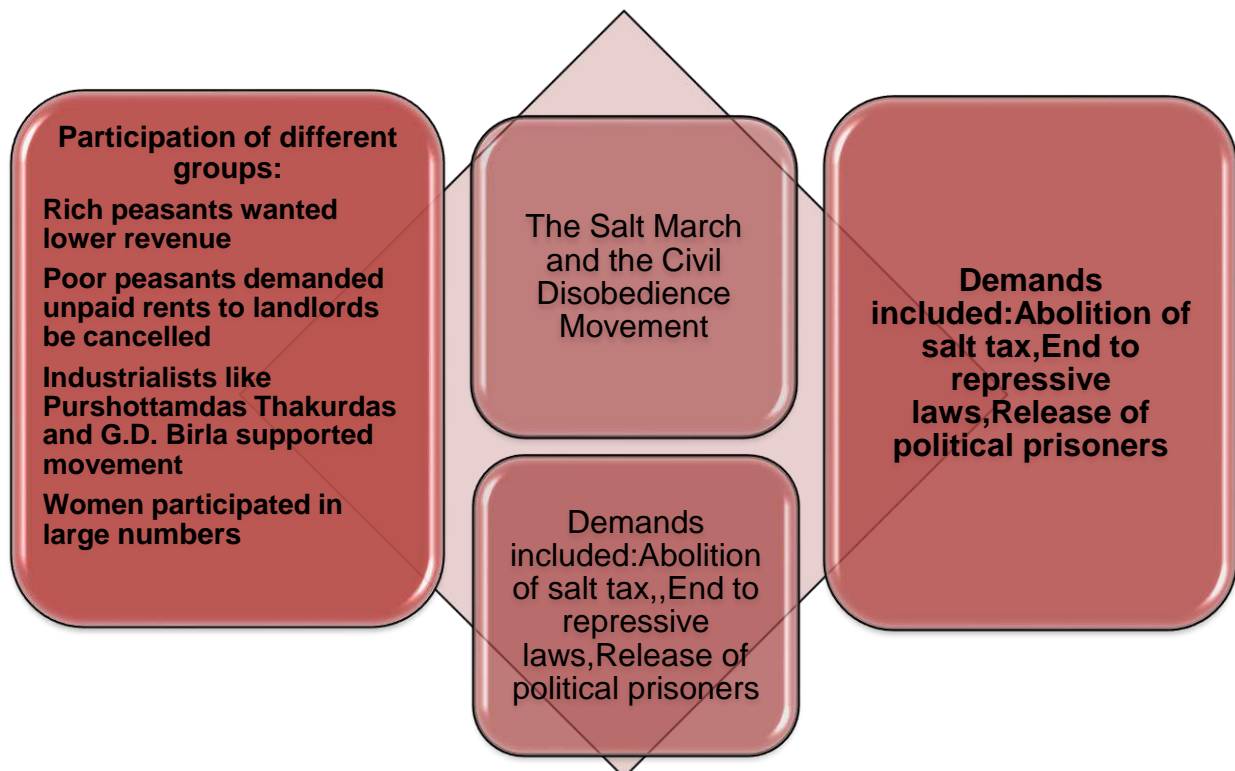 Participation of different
groups:
Rich peasants wanted
lower revenue
Poor peasants demanded
unpaid rents to landlords
be cancelled
Industrialists like
Purshottamdas Thakurdas
and G.D. Birla supported
movement
Women participated in
large numbers
The Salt March
and the Civil
Disobedience
Movement
Demands
included:Abolition
of salt tax,,End to
repressive
laws,Release of
political prisoners
Demands
included:Abolition of
salt tax,End to
repressive
laws,Release of
political prisoners